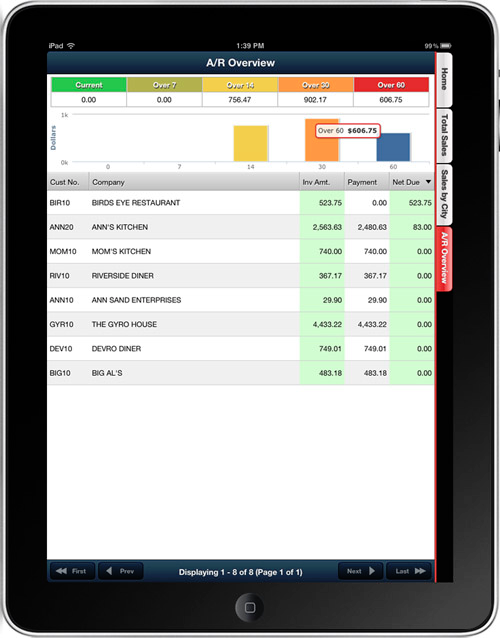 iPad 1:39 PM 99%
A/R Overview
Current Over 7 Over 14 Over 30 Over 60
0.00 0.00 756.47 902.17 606.75
1k
Dollars
Over 60 $606.75
0k
0 7 14 30 60
Cust No. Company Inv Amt. Payment Net Due
BIR10 BIRDS EYE RESTAURANT 523.75 0.00 523.75
ANN20 ANN'S KITCHEN 2,563.63 2,480.63 83.00
MOM10 MOM'S KITCHEN 740.00 740.00 0.00
RIV10 RIVERSIDE DINER 367.17 367.17 0.00
ANN10 ANN SAND ENTERPRISES 29.90 29.90 0.00
GYR10 THE GYRO HOUSE 4,433.22 4,433.22 0.00
DEV10 DEVRO DINER 749.01 749.01 0.00
BIG10 BIG AL'S 483.18 483.18 0.00
First Prev Displaying 1 - 8 of 8 (Page 1 of 1) Next Last
Home
Total Sales
Sales by City
A/R Overview